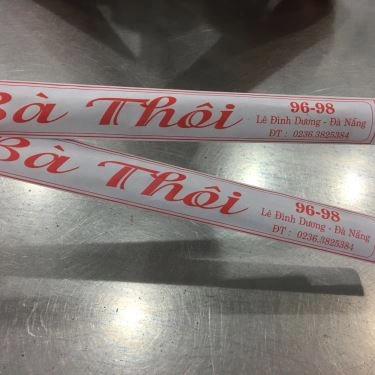 Bà Thôi
96-98
Lê Đình Dương - Đà Nẵng
ĐT : 0236.3825384
Bà Thôi
96-98
Lê Đình Dương - Đà Nẵng
ĐT : 0236.3825384